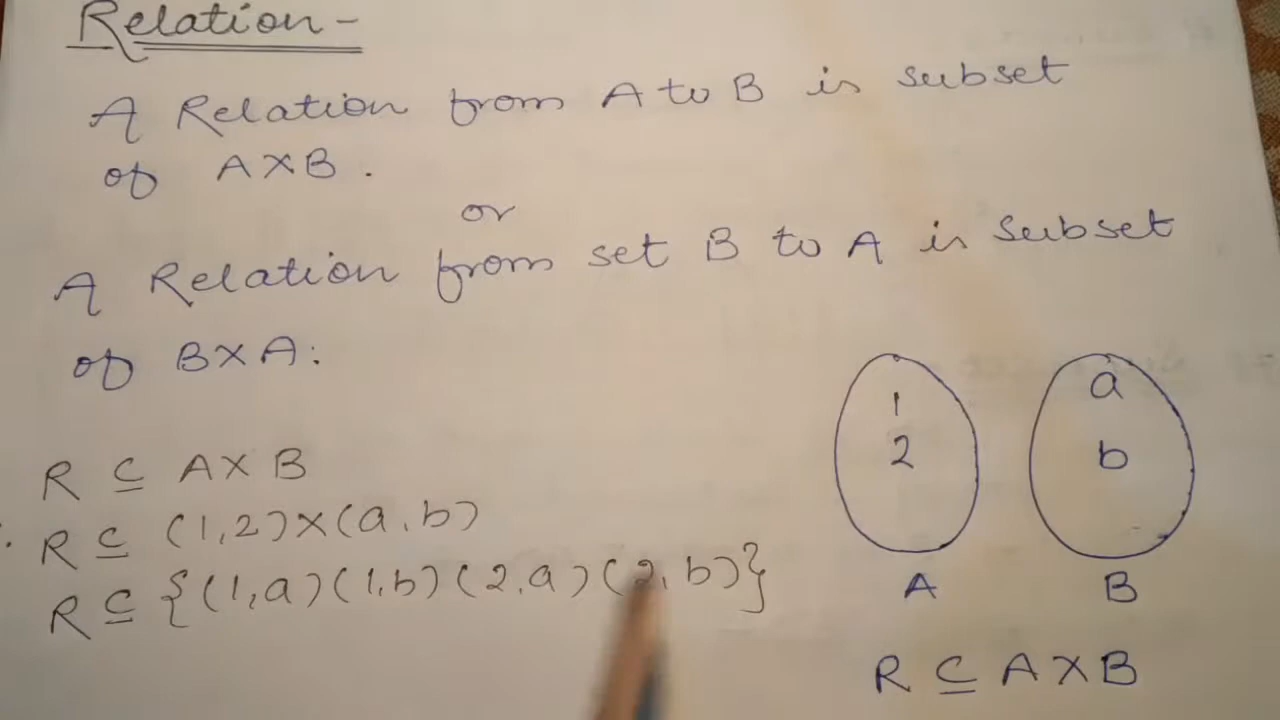 Relation -
A Relation from A to B is subset
of A×B.
or
A Relation from set B to A is subset
of B×A:
R ⊆ A×B
R ⊆ (1,2)×(a,b)
R ⊆ {(1,a)(1,b)(2,a)(2,b)}
1
2
A
a
b
B
R ⊆ A×B